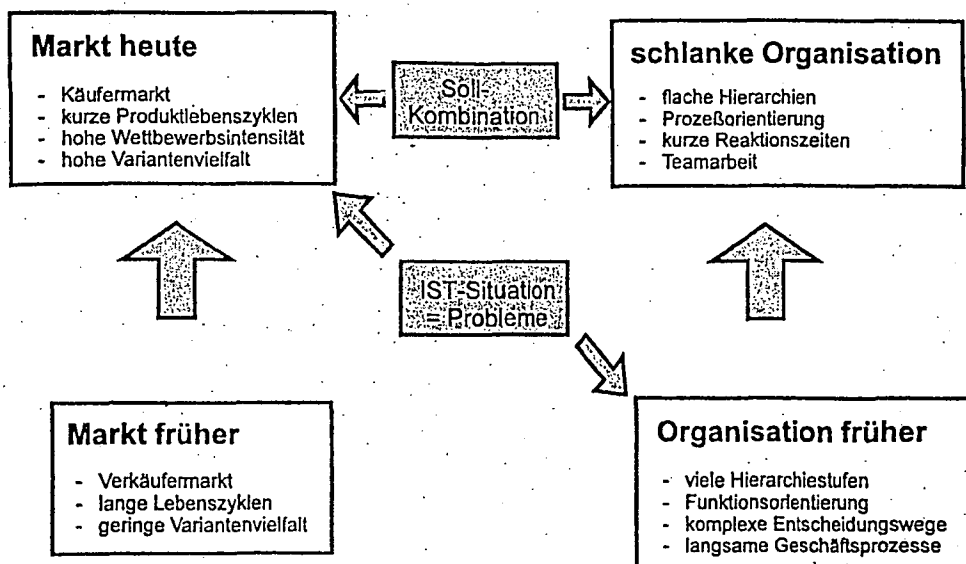 Markt heute
- Käufermarkt
- kurze Produktlebenszyklen
- hohe Wettbewerbsintensität
- hohe Variantenvielfalt
Soll-
Kombination
schlanke Organisation
- flache Hierarchien
- Prozeßorientierung
- kurze Reaktionszeiten
- Teamarbeit
IST-Situation
= Probleme
Markt früher
- Verkäufermarkt
- lange Lebenszyklen
- geringe Variantenvielfalt
Organisation früher
- viele Hierarchiestufen
- Funktionsorientierung
- komplexe Entscheidungswege
- langsame Geschäftsprozesse